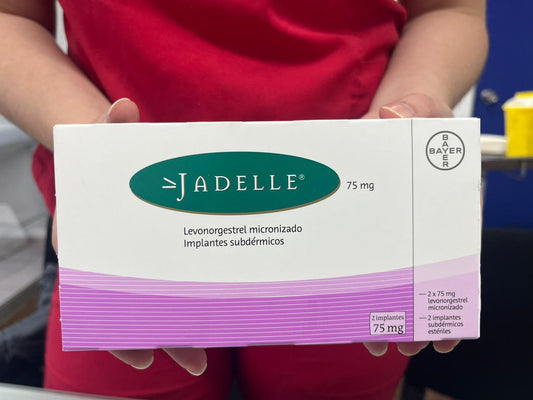 JADELLE® 75 mg
Levonorgestrel micronizado
Implantes subdérmicos
BAYER
BAYER
2 x 75 mg
levonorgestrel
micronizado
2 implantes
subdérmicos
estériles
2 implantes
75 mg